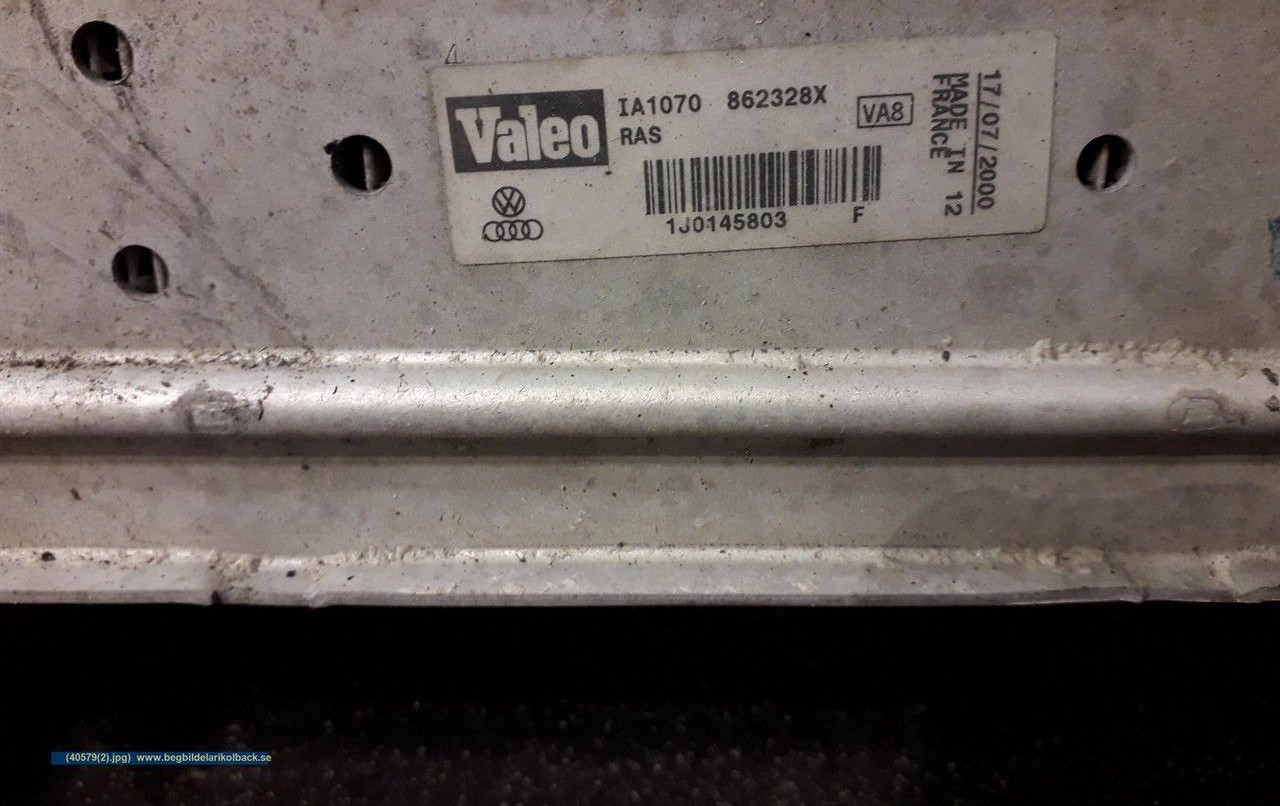 Valeo
IA1070 862328X
RAS
VA8
1J0145803 F
17/07/2000
MADE IN 12
FRANCE
(40579(2).jpg) www.begbildelarikolback.se